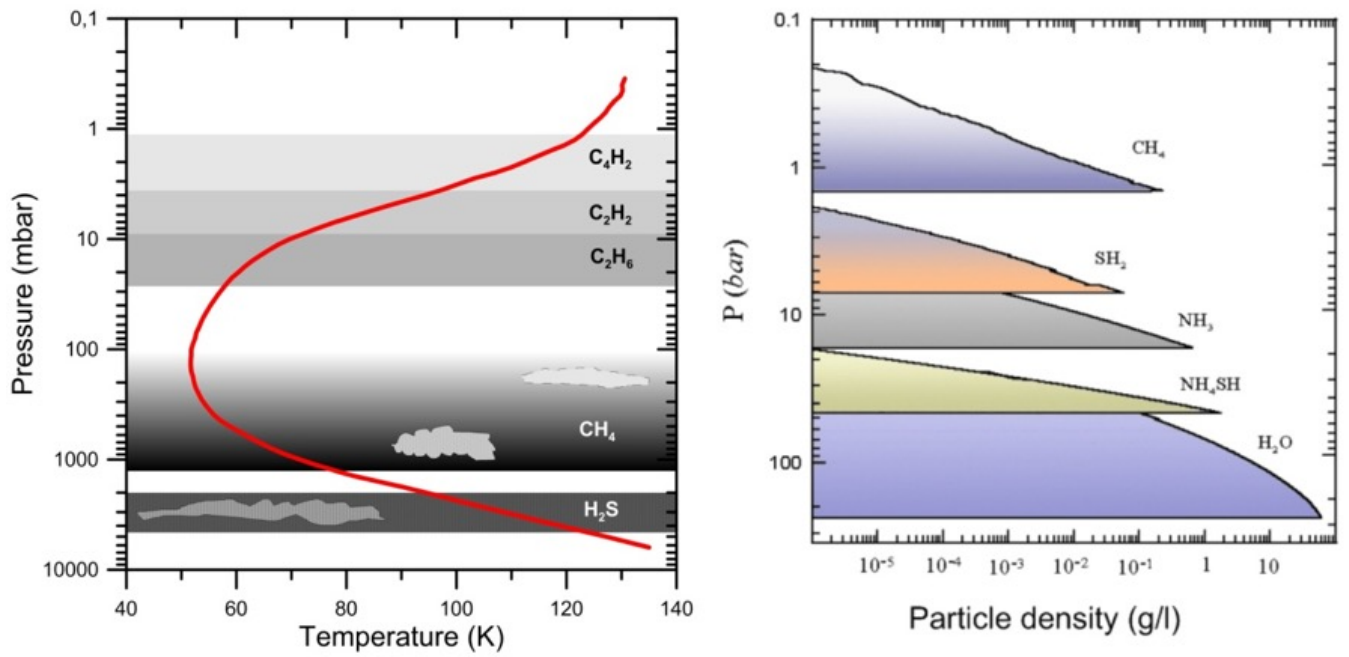 0,1
1
10
100
1000
10000
Pressure (mbar)
C₄H₂
C₂H₂
C₂H₆
CH₄
H₂S
40 60 80 100 120 140
Temperature (K)
0.1
1
10
100
P (bar)
CH₄
SH₂
NH₃
NH₄SH
H₂O
10⁻⁵ 10⁻⁴ 10⁻³ 10⁻² 10⁻¹ 1 10
Particle density (g/l)